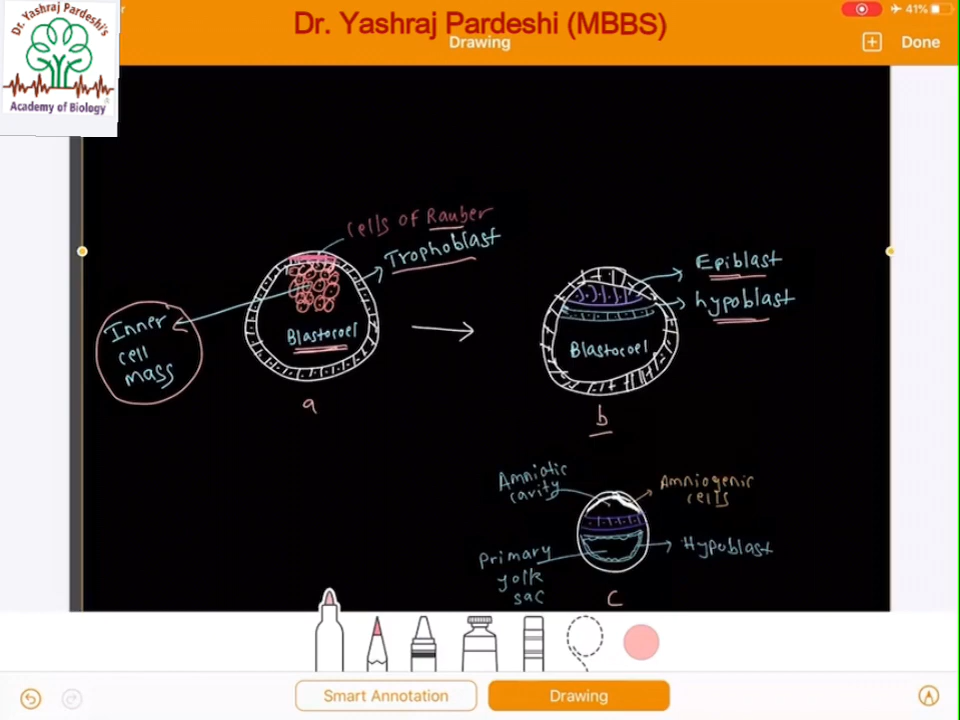 Dr. Yashraj Pardeshi (MBBS)
Drawing
41%
Done
Dr. Yashraj Pardeshi's
Academy of Biology
Cells of Rauber
Trophoblast
Inner
cell
mass
Blastocoel
a
Epiblast
hypoblast
Blastocoel
b
Amniotic
cavity
Amniogenic
cells
Primary
yolk
sac
Hypoblast
C
Smart Annotation
Drawing